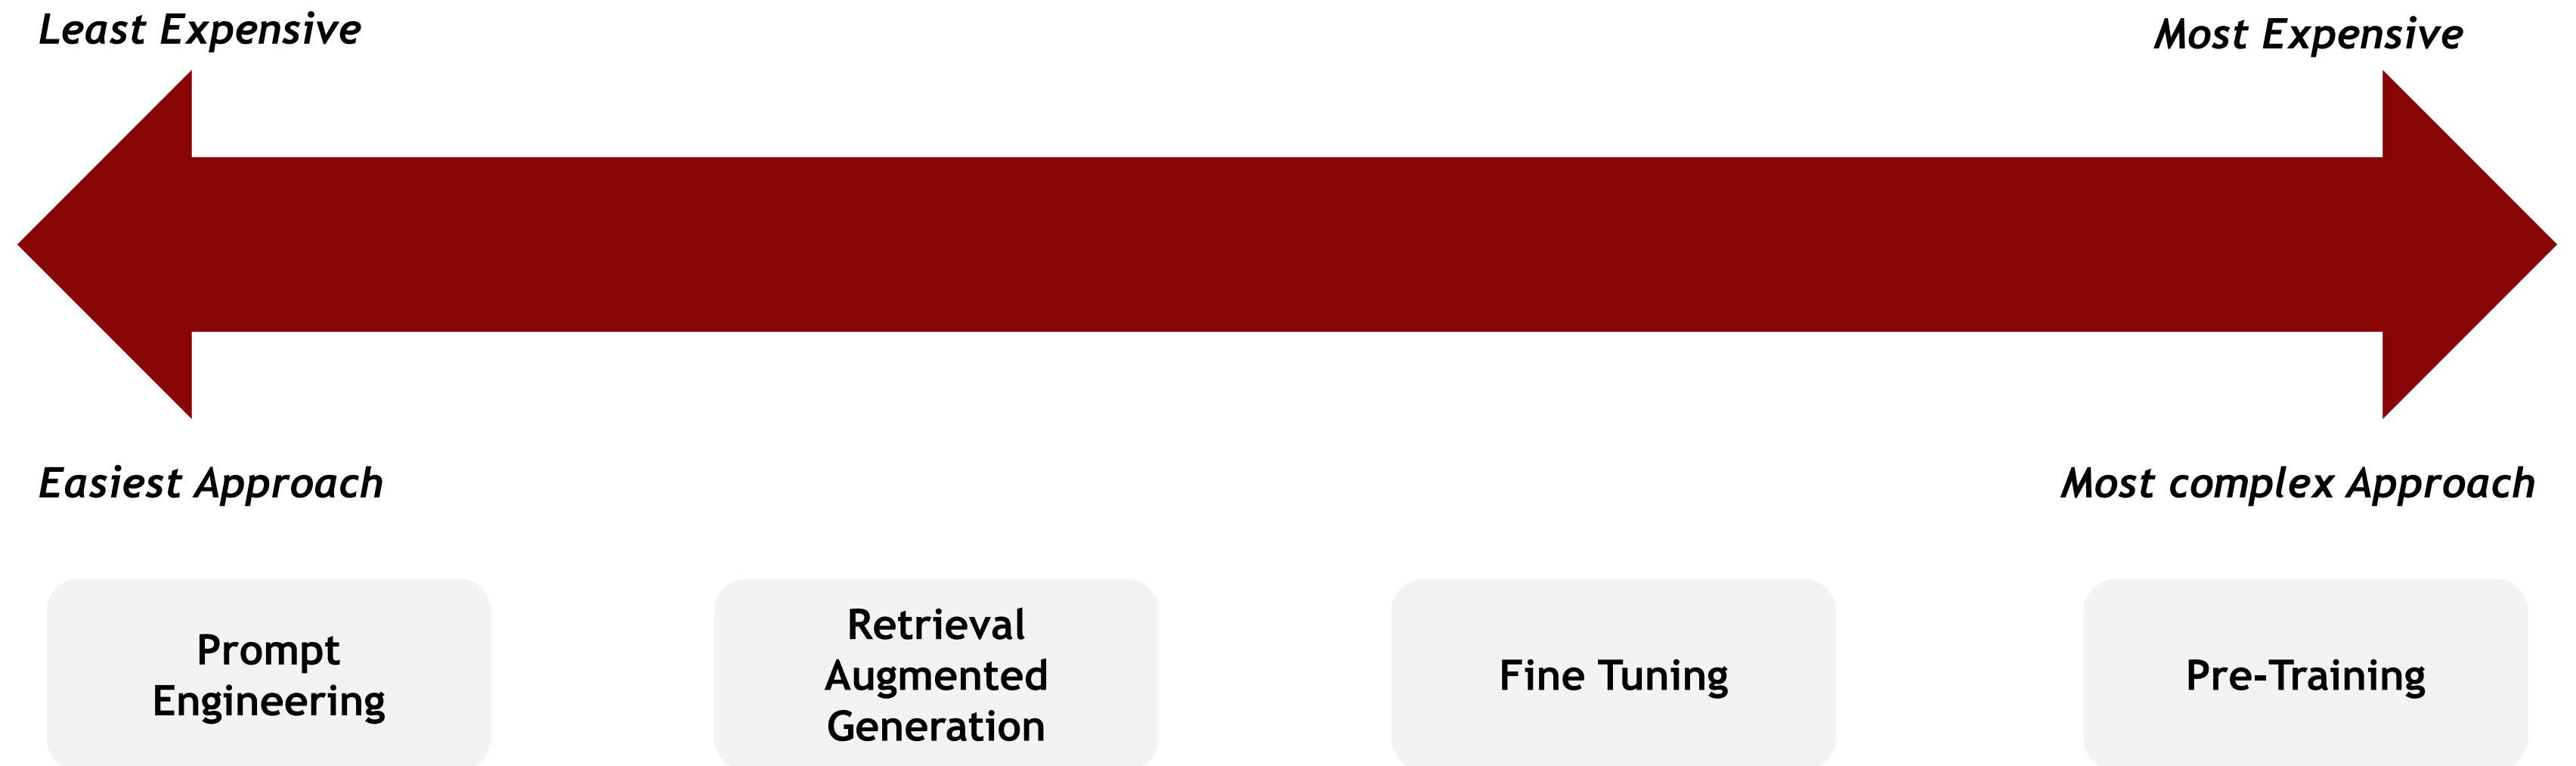 Least Expensive
Most Expensive
Easiest Approach
Most complex Approach
Prompt
Engineering
Retrieval
Augmented
Generation
Fine Tuning
Pre-Training